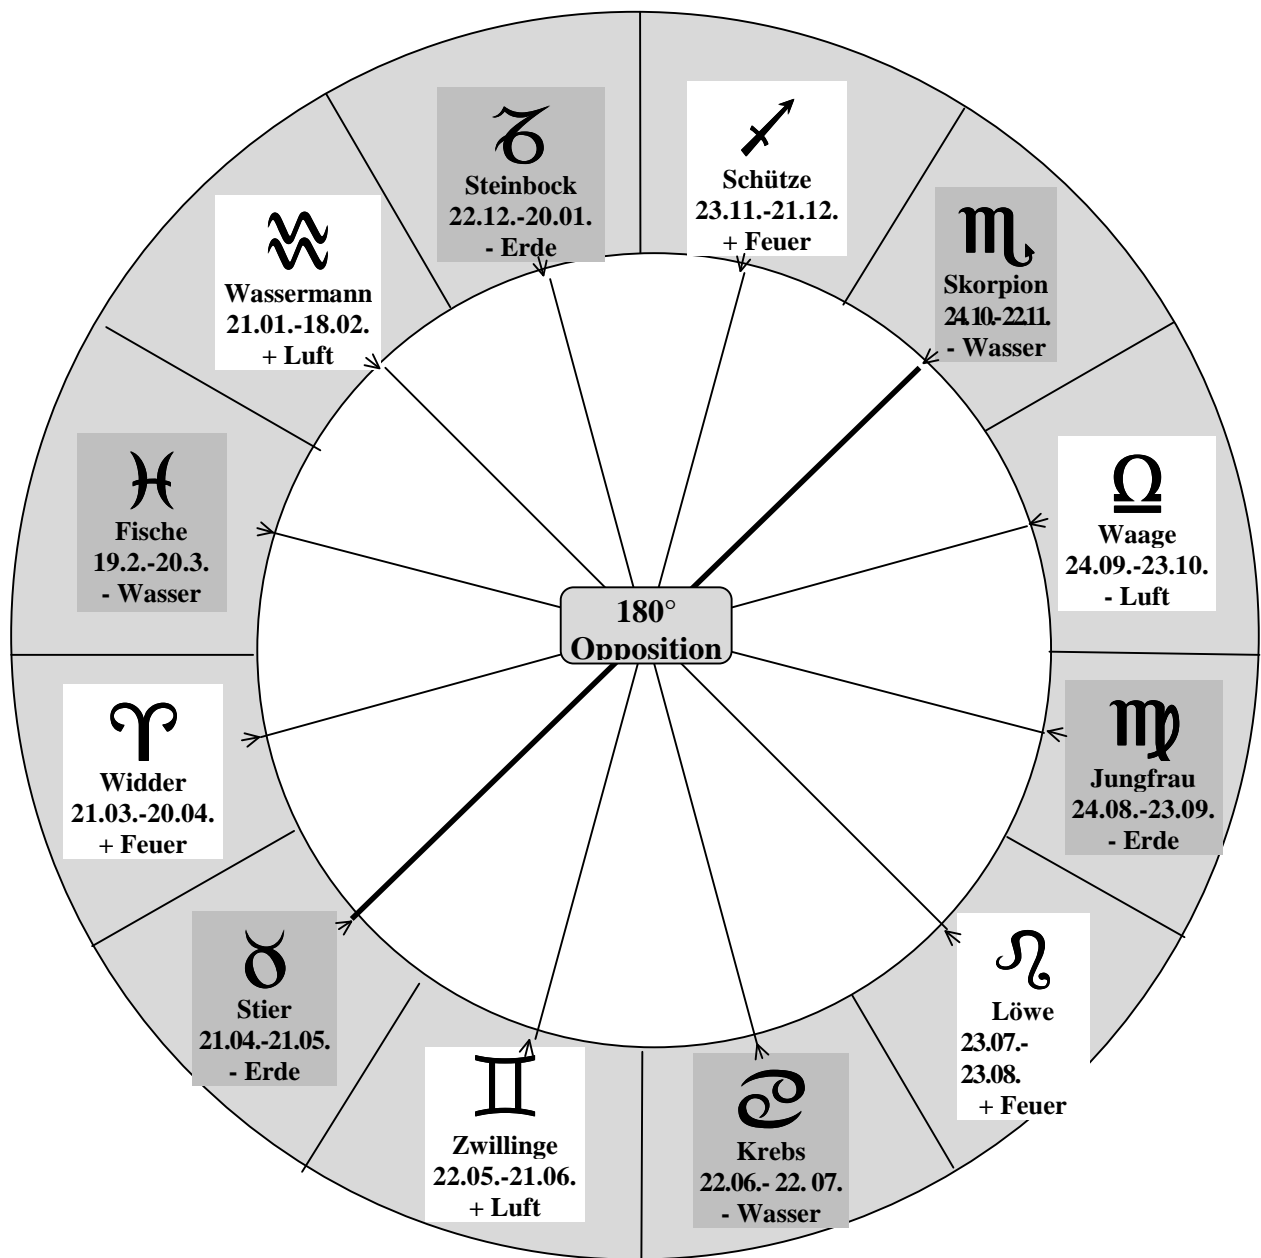 Steinbock
22.12.-20.01.
- Erde
Schütze
23.11.-21.12.
+ Feuer
Skorpion
24.10.-22.11.
- Wasser
Wassermann
21.01.-18.02.
+ Luft
Waage
24.09.-23.10.
- Luft
Fische
19.2.-20.3.
- Wasser
180°
Opposition
Jungfrau
24.08.-23.09.
- Erde
Widder
21.03.-20.04.
+ Feuer
Löwe
23.07.-
23.08.
+ Feuer
Stier
21.04.-21.05.
- Erde
Zwillinge
22.05.-21.06.
+ Luft
Krebs
22.06.- 22. 07.
- Wasser